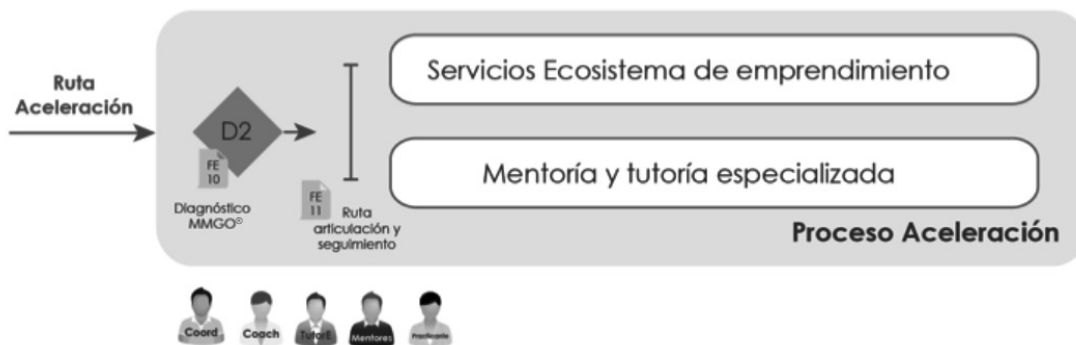 Ruta
Aceleración
D2
FE
10
Diagnóstico
MMGO®
FE
11
Ruta
articulación y
seguimiento
Servicios Ecosistema de emprendimiento
Mentoría y tutoría especializada
Proceso Aceleración
Coord
Coach
TutorE
Mentores
Practicante